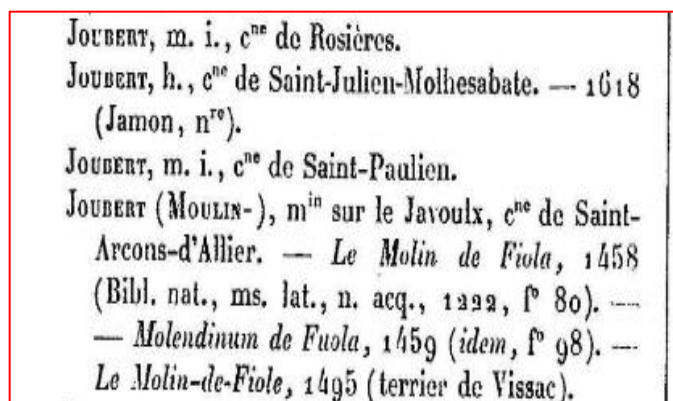 JOUBERT, m. i., cⁿᵉ de Rosières.
JOUBERT, h., cⁿᵉ de Saint-Julien-Molhesabate. — 1618
(Jamon, nʳᵉ).
JOUBERT, m. i., cⁿᵉ de Saint-Paulien.
JOUBERT (MOULIN-), mⁱⁿ sur le Javoulx, cⁿᵉ de Saint-
Arcons-d'Allier. — Le Molin de Fiola, 1458
(Bibl. nat., ms. lat., n. acq., 1222, fº 80). —
— Molendinum de Fuola, 1459 (idem, fº 98). —
Le Molin-de-Fiole, 1495 (terrier de Vissac).